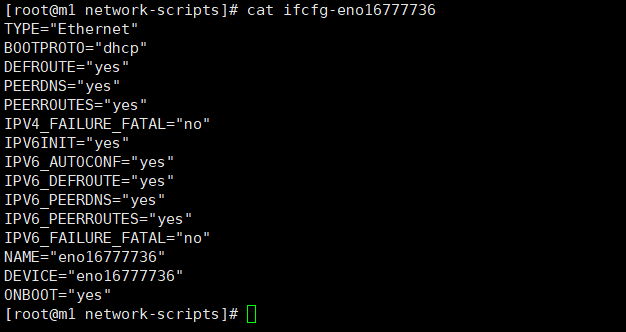 [root@m1 network-scripts]# cat ifcfg-eno16777736
TYPE="Ethernet"
BOOTPROTO="dhcp"
DEFROUTE="yes"
PEERDNS="yes"
PEERROUTES="yes"
IPV4_FAILURE_FATAL="no"
IPV6INIT="yes"
IPV6_AUTOCONF="yes"
IPV6_DEFROUTE="yes"
IPV6_PEERDNS="yes"
IPV6_PEERROUTES="yes"
IPV6_FAILURE_FATAL="no"
NAME="eno16777736"
DEVICE="eno16777736"
ONBOOT="yes"
[root@m1 network-scripts]#